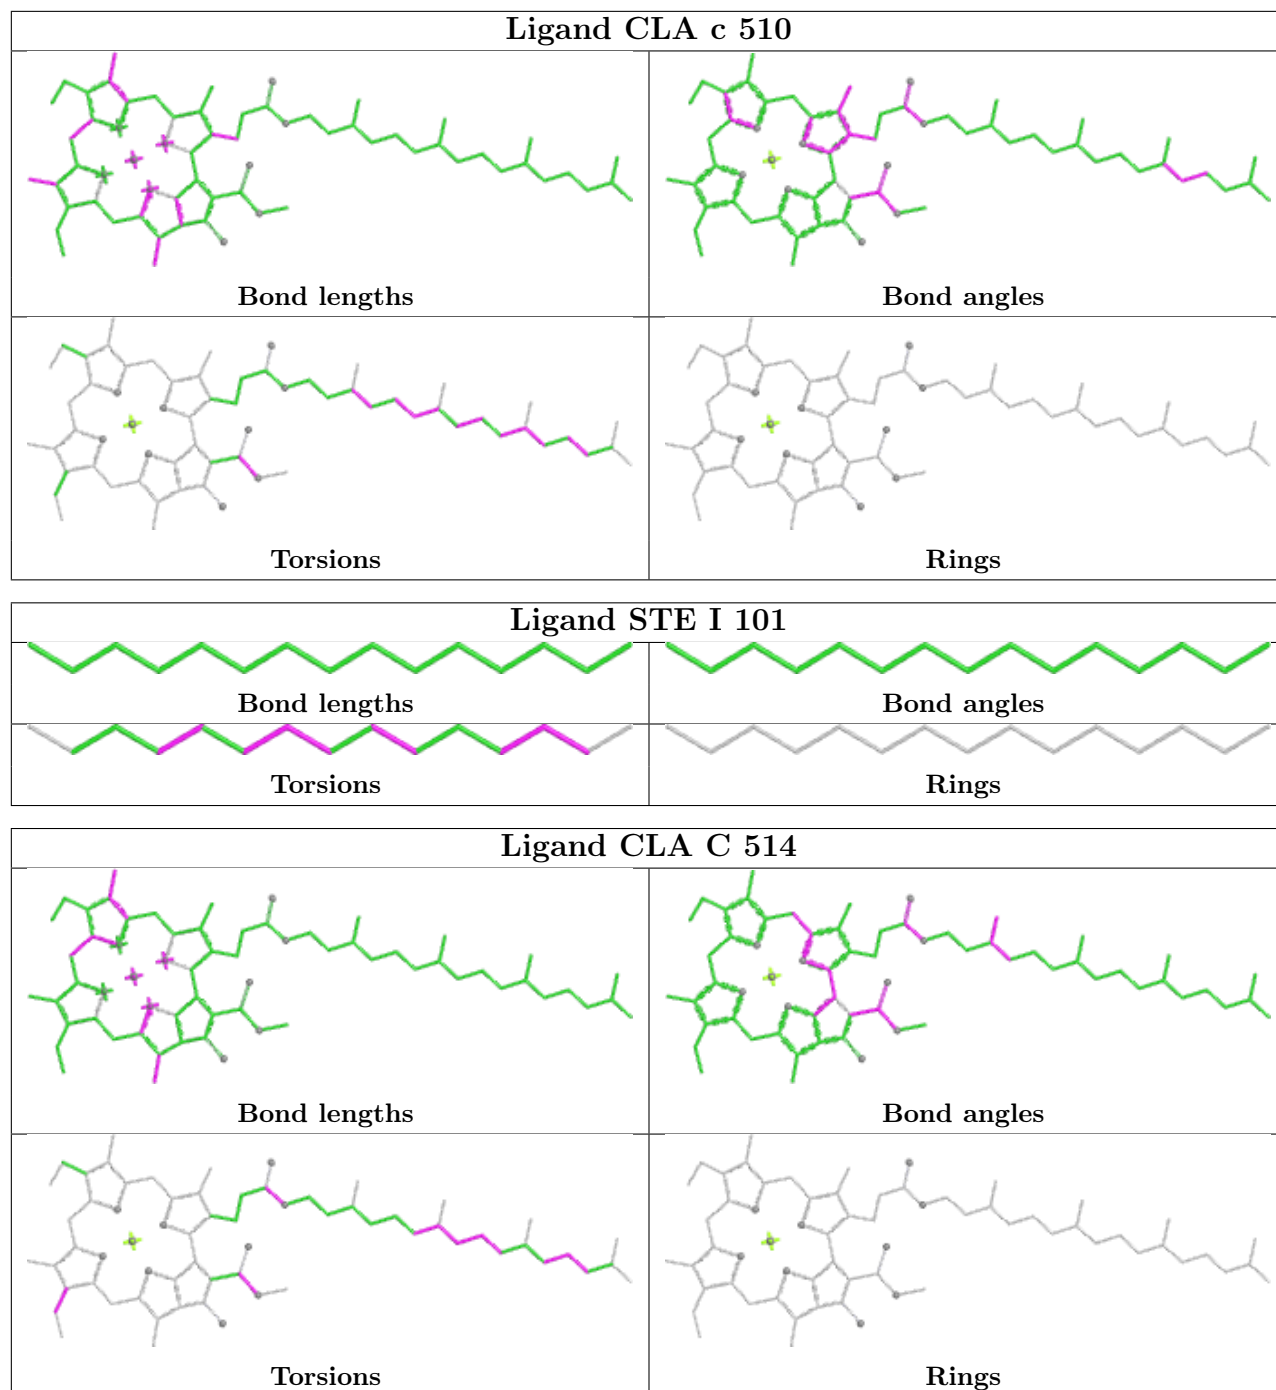 Ligand CLA c 510
Bond lengths
Bond angles
Torsions
Rings
Ligand STE I 101
Bond lengths
Bond angles
Torsions
Rings
Ligand CLA C 514
Bond lengths
Bond angles
Torsions
Rings